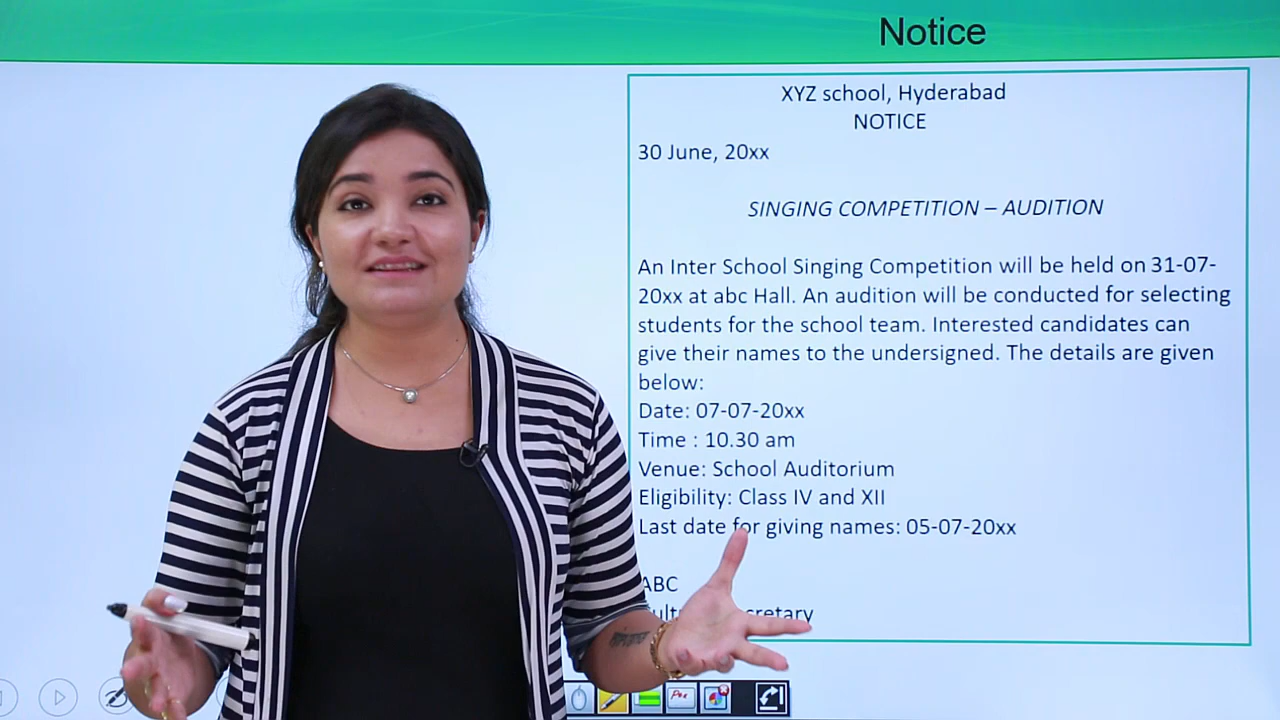 Notice
XYZ school, Hyderabad
NOTICE
30 June, 20xx
SINGING COMPETITION – AUDITION
An Inter School Singing Competition will be held on 31-07-
20xx at abc Hall. An audition will be conducted for selecting
students for the school team. Interested candidates can
give their names to the undersigned. The details are given
below:
Date: 07-07-20xx
Time : 10.30 am
Venue: School Auditorium
Eligibility: Class IV and XII
Last date for giving names: 05-07-20xx
ABC